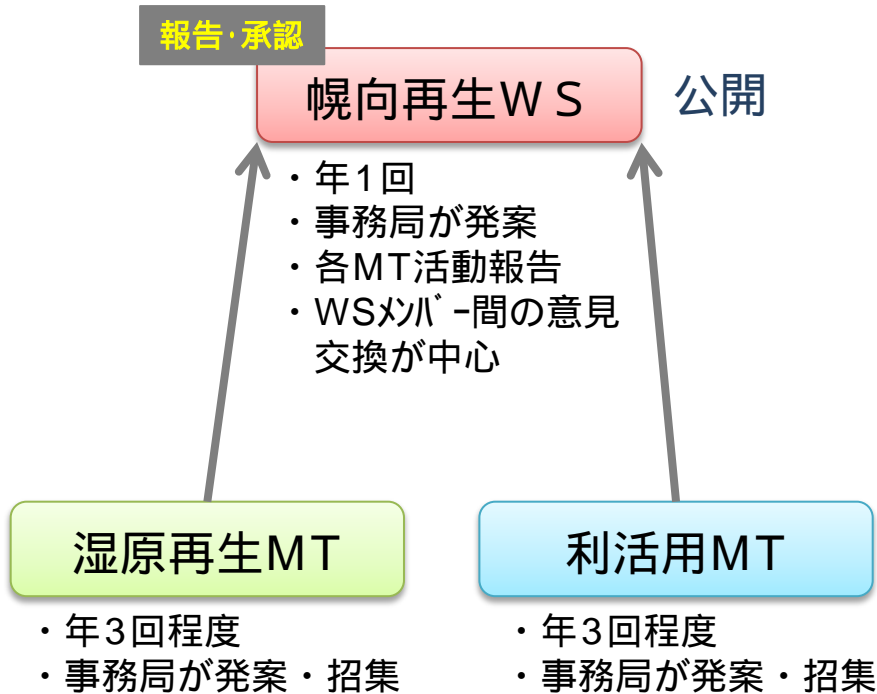 報告・承認
幌向再生WS
公開
・年1回
・事務局が発案
・各MT活動報告
・WSﾒﾝﾊﾞｰ間の意見
交換が中心
湿原再生MT
・年3回程度
・事務局が発案・招集
利活用MT
・年3回程度
・事務局が発案・招集